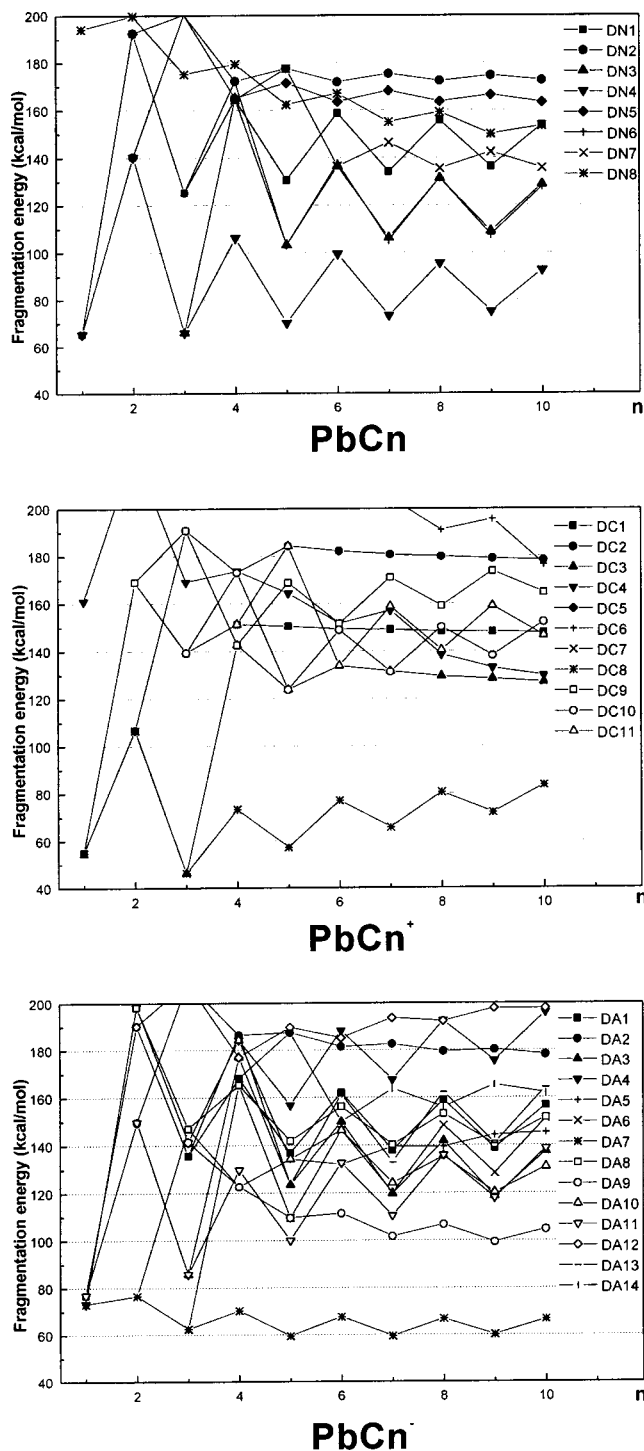 Fragmentation energy (kcal/mol)
200
180
160
140
120
100
80
60
40
2
4
6
8
10
n
DN1
DN2
DN3
DN4
DN5
DN6
DN7
DN8
PbCn
Fragmentation energy (kcal/mol)
200
180
160
140
120
100
80
60
40
2
4
6
8
10
n
DC1
DC2
DC3
DC4
DC5
DC6
DC7
DC8
DC9
DC10
DC11
PbCn+
Fragmentation energy (kcal/mol)
200
180
160
140
120
100
80
60
40
2
4
6
8
10
n
DA1
DA2
DA3
DA4
DA5
DA6
DA7
DA8
DA9
DA10
DA11
DA12
DA13
DA14
PbCn-